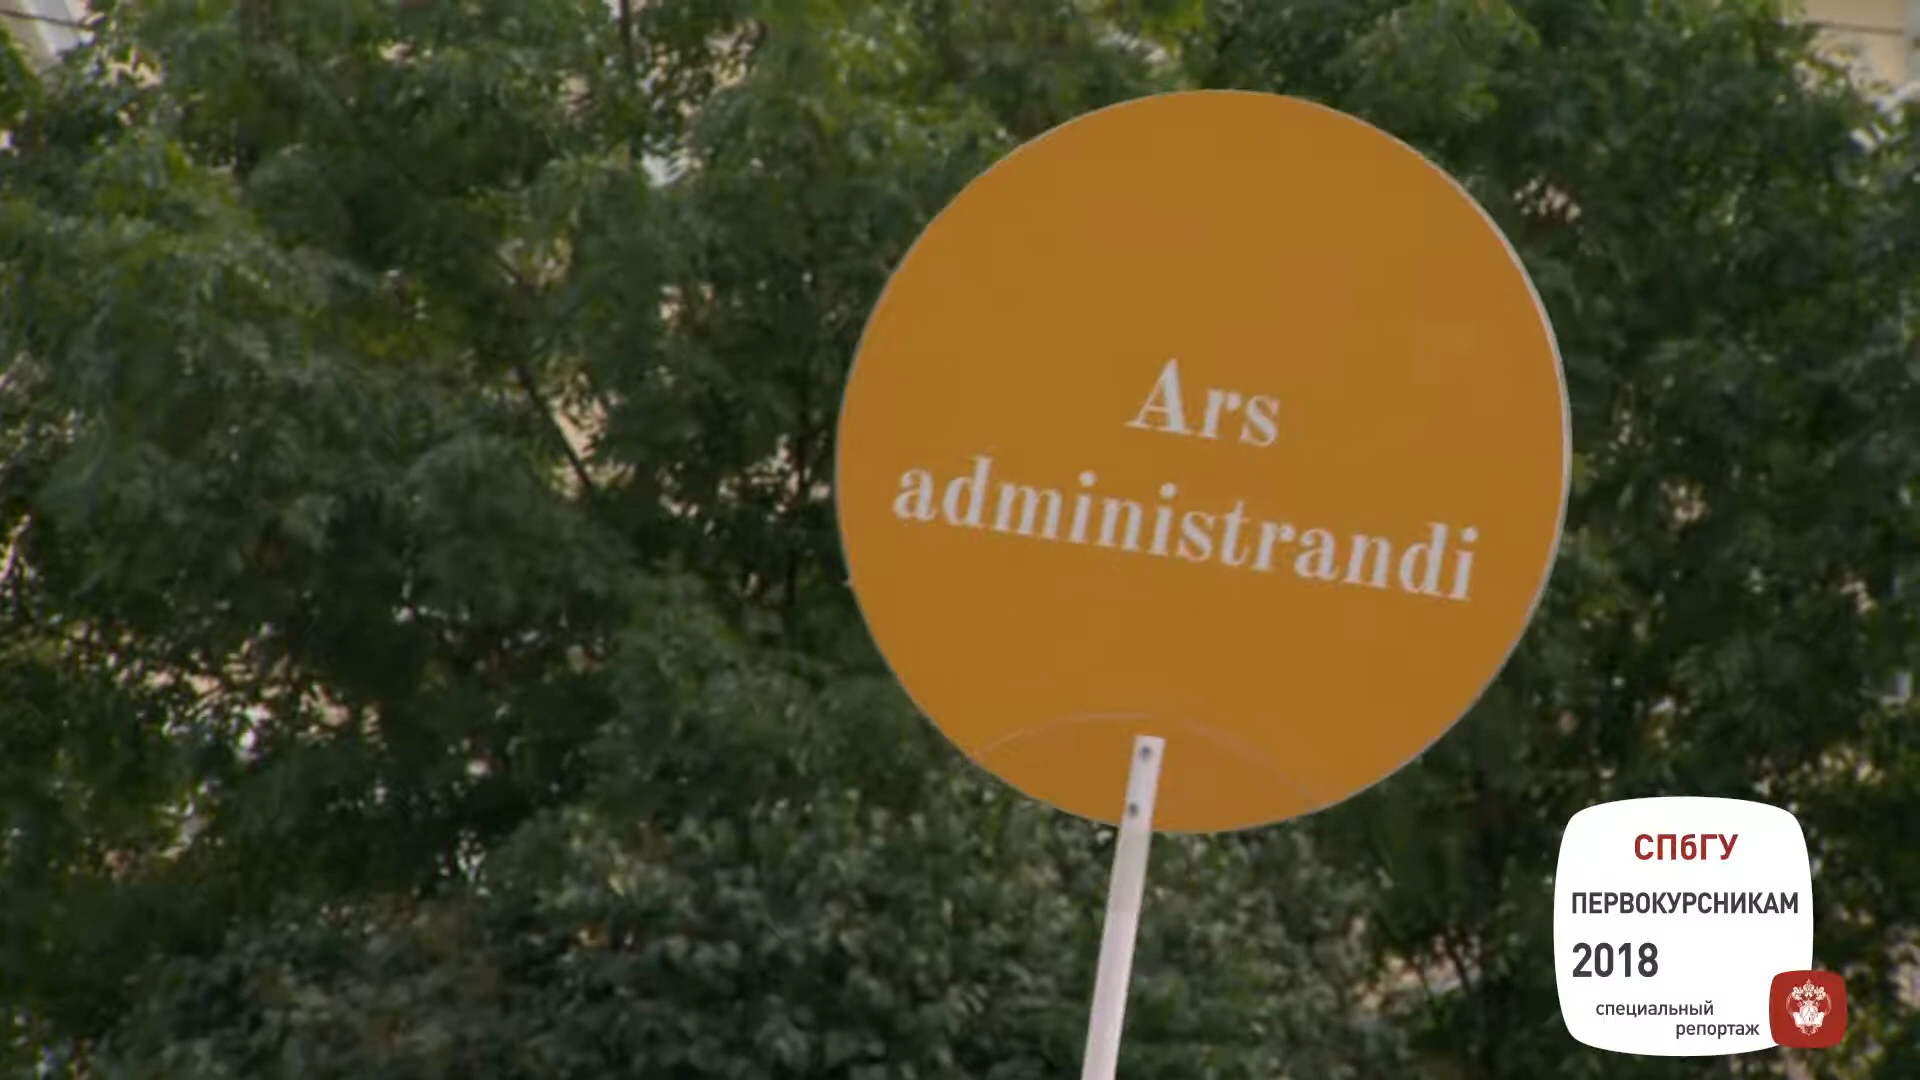 Ars
administrandi
СПбГУ
ПЕРВОКУРСНИКАМ
2018
специальный
репортаж